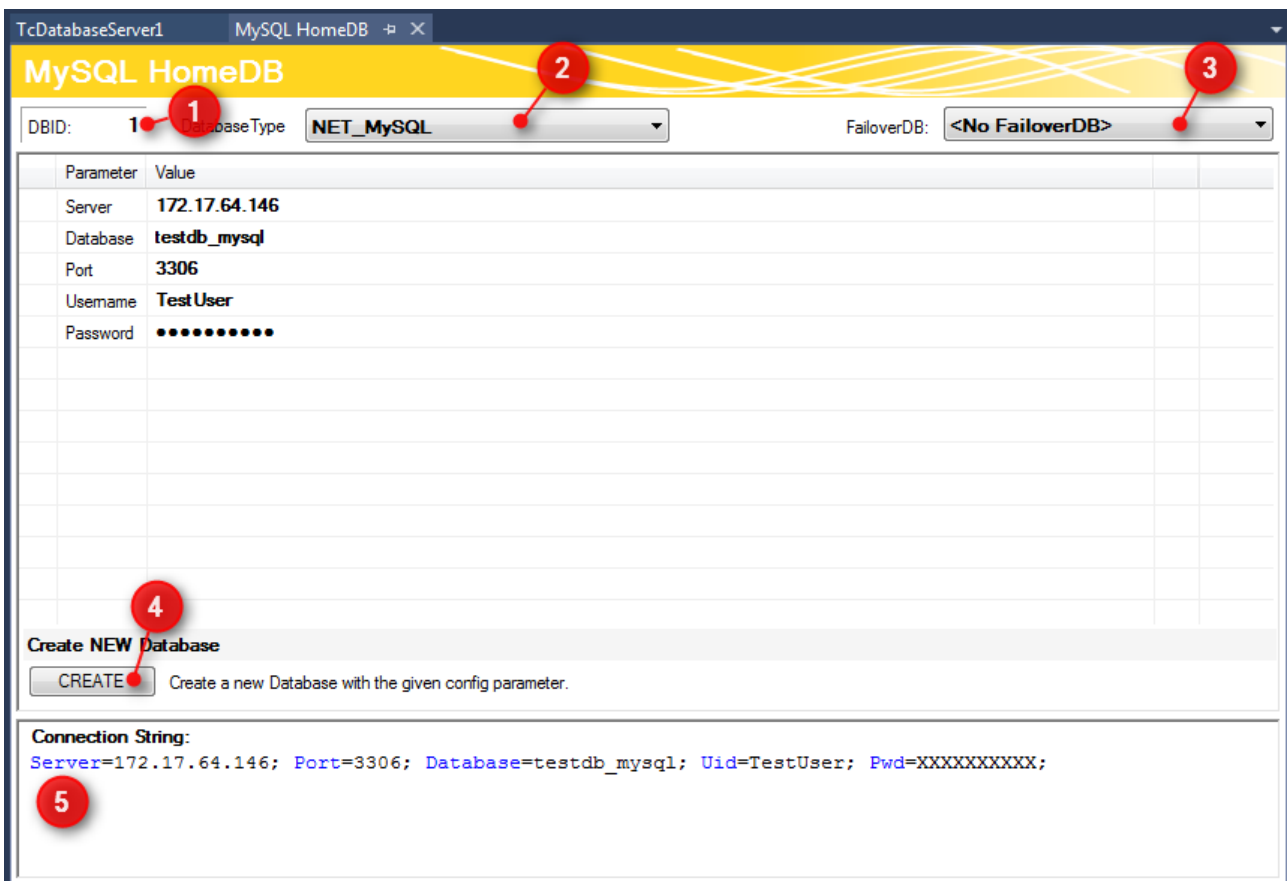 TcDatabaseServer1 MySQL HomeDB
MySQL HomeDB
2
3
DBID: 1 1 DatabaseType NET_MySQL FailoverDB: <No FailoverDB>
Parameter Value
Server 172.17.64.146
Database testdb_mysql
Port 3306
Username TestUser
Password ••••••••••
4
Create NEW Database
CREATE Create a new Database with the given config parameter.
Connection String:
Server=172.17.64.146; Port=3306; Database=testdb_mysql; Uid=TestUser; Pwd=XXXXXXXXXX;
5